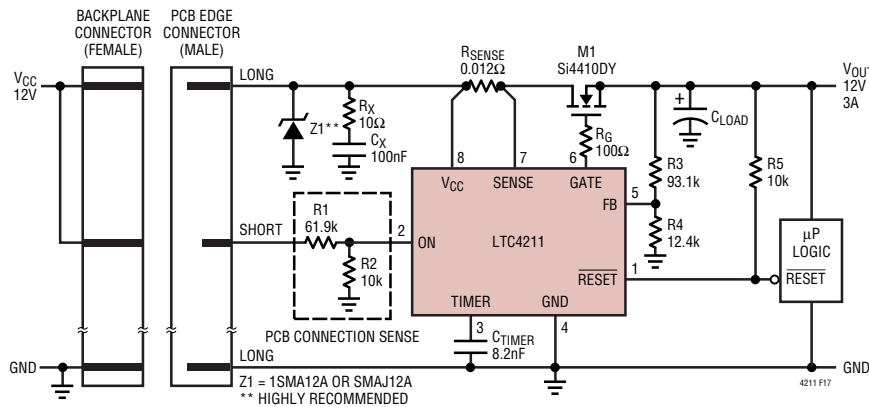 BACKPLANE
CONNECTOR
(FEMALE)
PCB EDGE
CONNECTOR
(MALE)
VCC
12V
LONG
Z1**
RX
10Ω
CX
100nF
RSENSE
0.012Ω
M1
Si4410DY
RG
100Ω
VOUT
12V
3A
+
CLOAD
R3
93.1k
R5
10k
8
7
6
VCC
SENSE
GATE
5
FB
R4
12.4k
SHORT
R1
61.9k
2
ON
LTC4211
R2
10k
RESET
1
µP
LOGIC
RESET
TIMER
GND
PCB CONNECTION SENSE
3
4
CTIMER
8.2nF
GND
LONG
GND
Z1 = 1SMA12A OR SMAJ12A
** HIGHLY RECOMMENDED
4211 F17